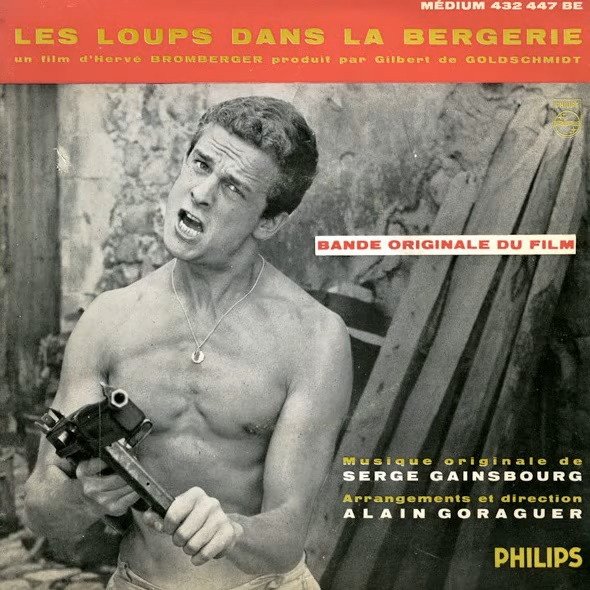 MÉDIUM 432 447 BE
LES LOUPS DANS LA BERGERIE
un film d'Hervé BROMBERGER produit par Gilbert de GOLDSCHMIDT
PHILIPS
BANDE ORIGINALE DU FILM
Musique originale de
SERGE GAINSBOURG
Arrangements et direction
ALAIN GORAGUER
PHILIPS